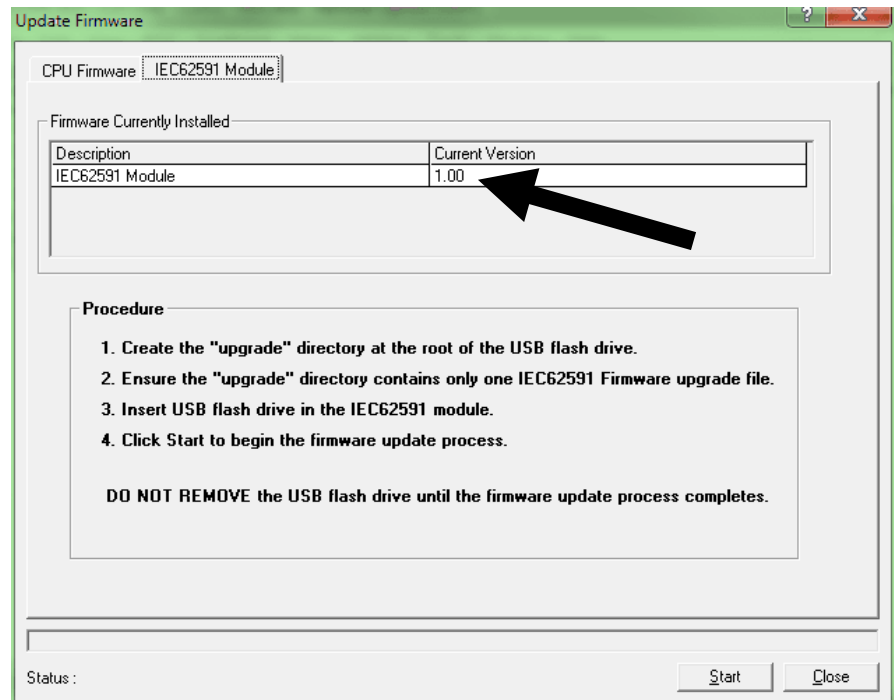 Update Firmware
? X
CPU Firmware IEC62591 Module
Firmware Currently Installed
Description Current Version
IEC62591 Module 1.00
Procedure
1. Create the "upgrade" directory at the root of the USB flash drive.
2. Ensure the "upgrade" directory contains only one IEC62591 Firmware upgrade file.
3. Insert USB flash drive in the IEC62591 module.
4. Click Start to begin the firmware update process.
DO NOT REMOVE the USB flash drive until the firmware update process completes.
Status :
Start Close